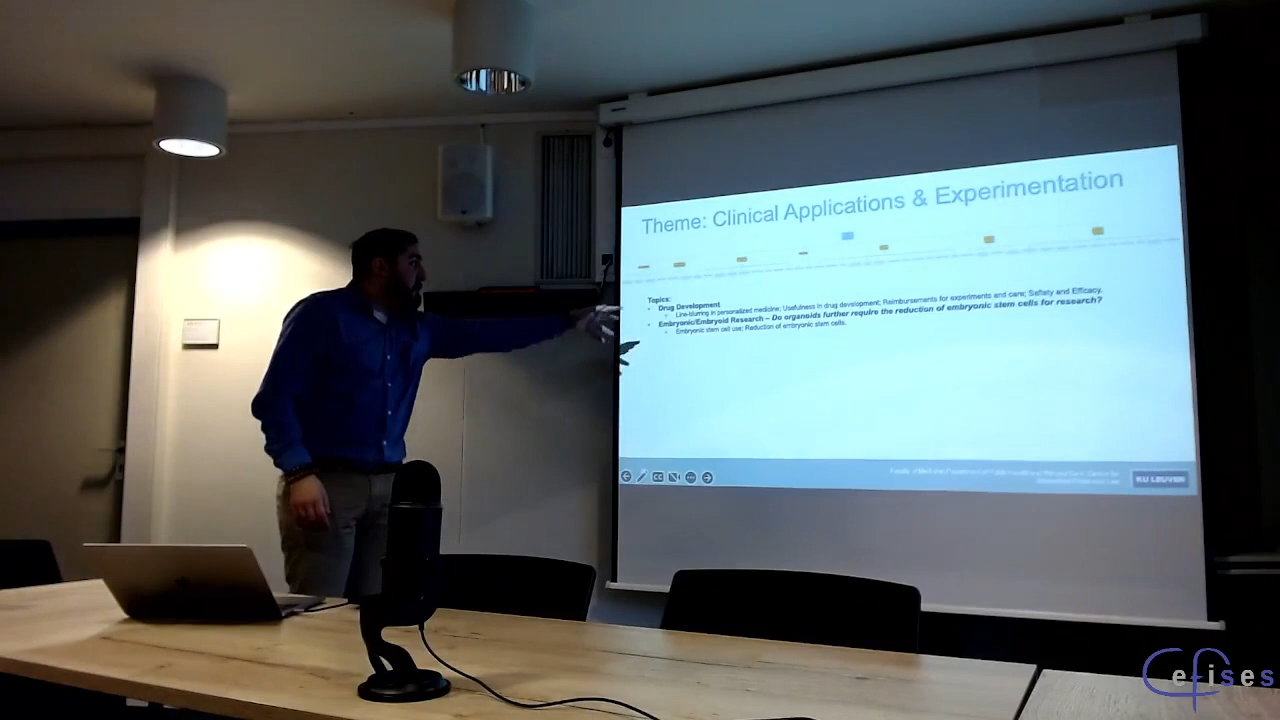 Theme: Clinical Applications & Experimentation
Topics:
• Drug Development
• Line-blurring in personalized medicine; Usefulness in drug development; Reimbursements for experiments and care; Saftety and Efficacy.
• Embryonic/Embryoid Research – Do organoids further require the reduction of embryonic stem cells for research?
• Embryonic stem cell use; Reduction of embryonic stem cells.
KU LEUVEN
Cefises